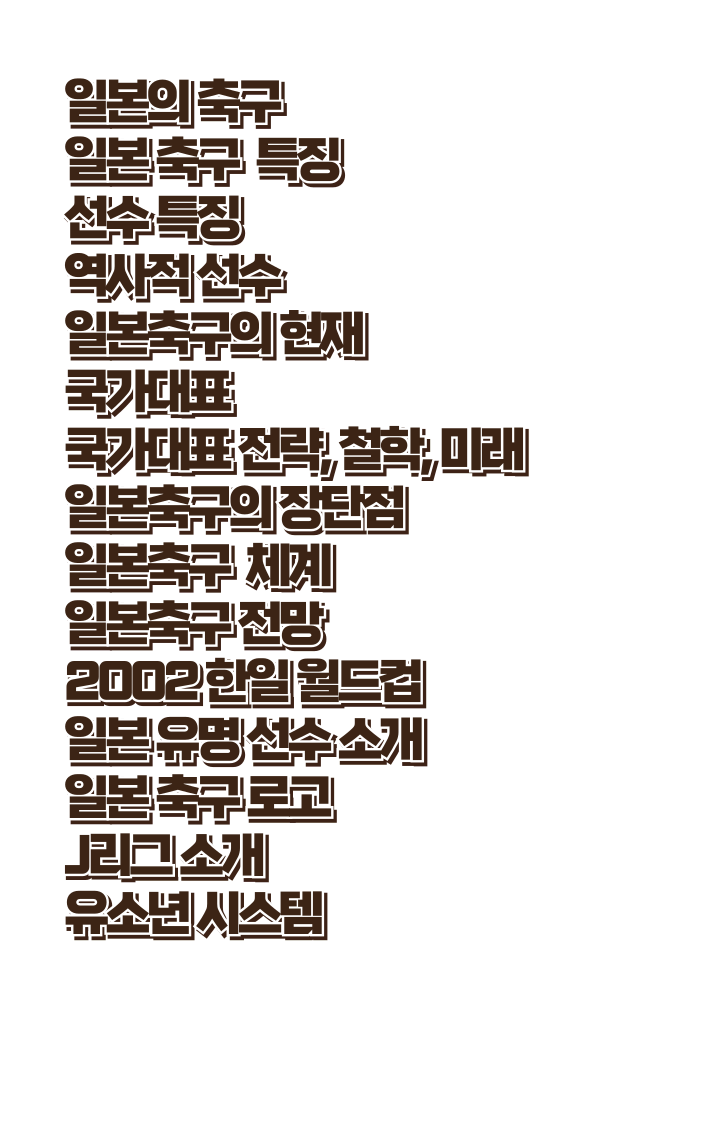 일본의 축구
일본 축구 특징
선수 특징
역사적 선수
일본축구의 현재
국가대표
국가대표 전략, 철학, 미래
일본축구의 장단점
일본축구 체계
일본축구 전망
2002 한일 월드컵
일본 유명 선수 소개
일본 축구 로고
J리그 소개
유소년 시스템